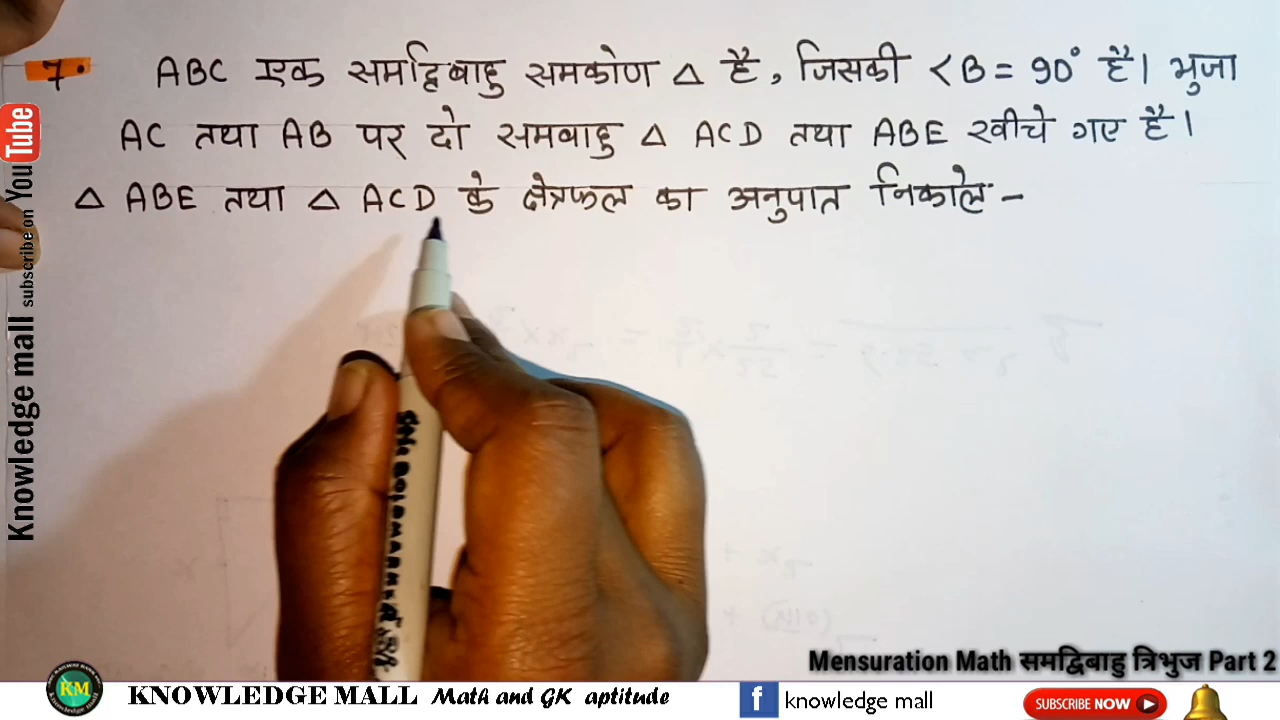 7. ABC एक समद्विबाहु समकोण △ है, जिसकी <B = 90° है। भुजा
AC तथा AB पर दो समबाहु △ ACD तथा ABE खीचे गए है।
△ ABE तथा △ ACD के क्षेत्रफल का अनुपात निकाले -
Knowledge mall subscribe on YouTube
Mensuration Math समद्विबाहु त्रिभुज Part 2
KM
KNOWLEDGE MALL Math and GK aptitude
f knowledge mall
SUBSCRIBE NOW